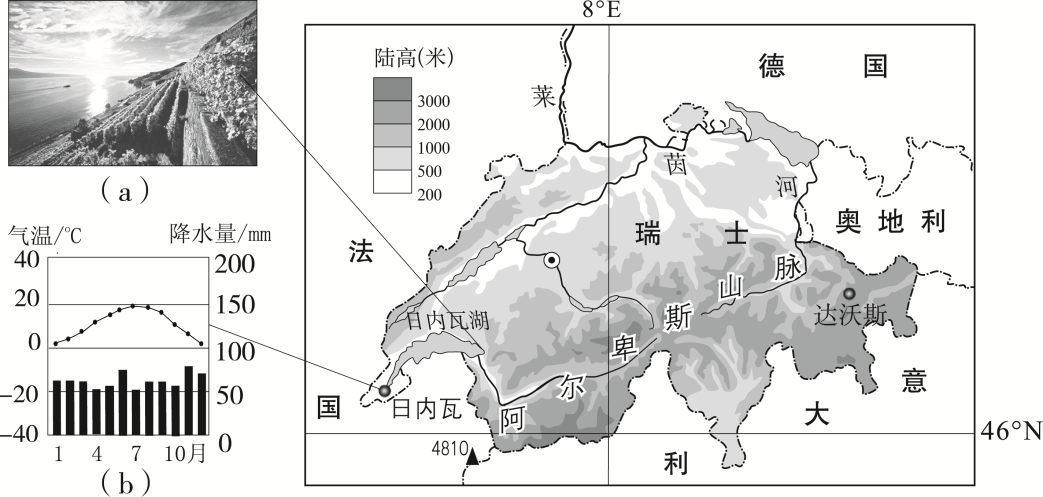 (a)
气温/℃
降水量/mm
40
20
0
-20
-40
200
150
100
50
0
1
4
7
10月
(b)
8°E
陆高(米)
3000
2000
1000
500
200
莱
茵
河
德国
法
国
瑞士
奥地利
意
大
利
阿尔卑斯山脉
日内瓦湖
日内瓦
达沃斯
4810
46°N